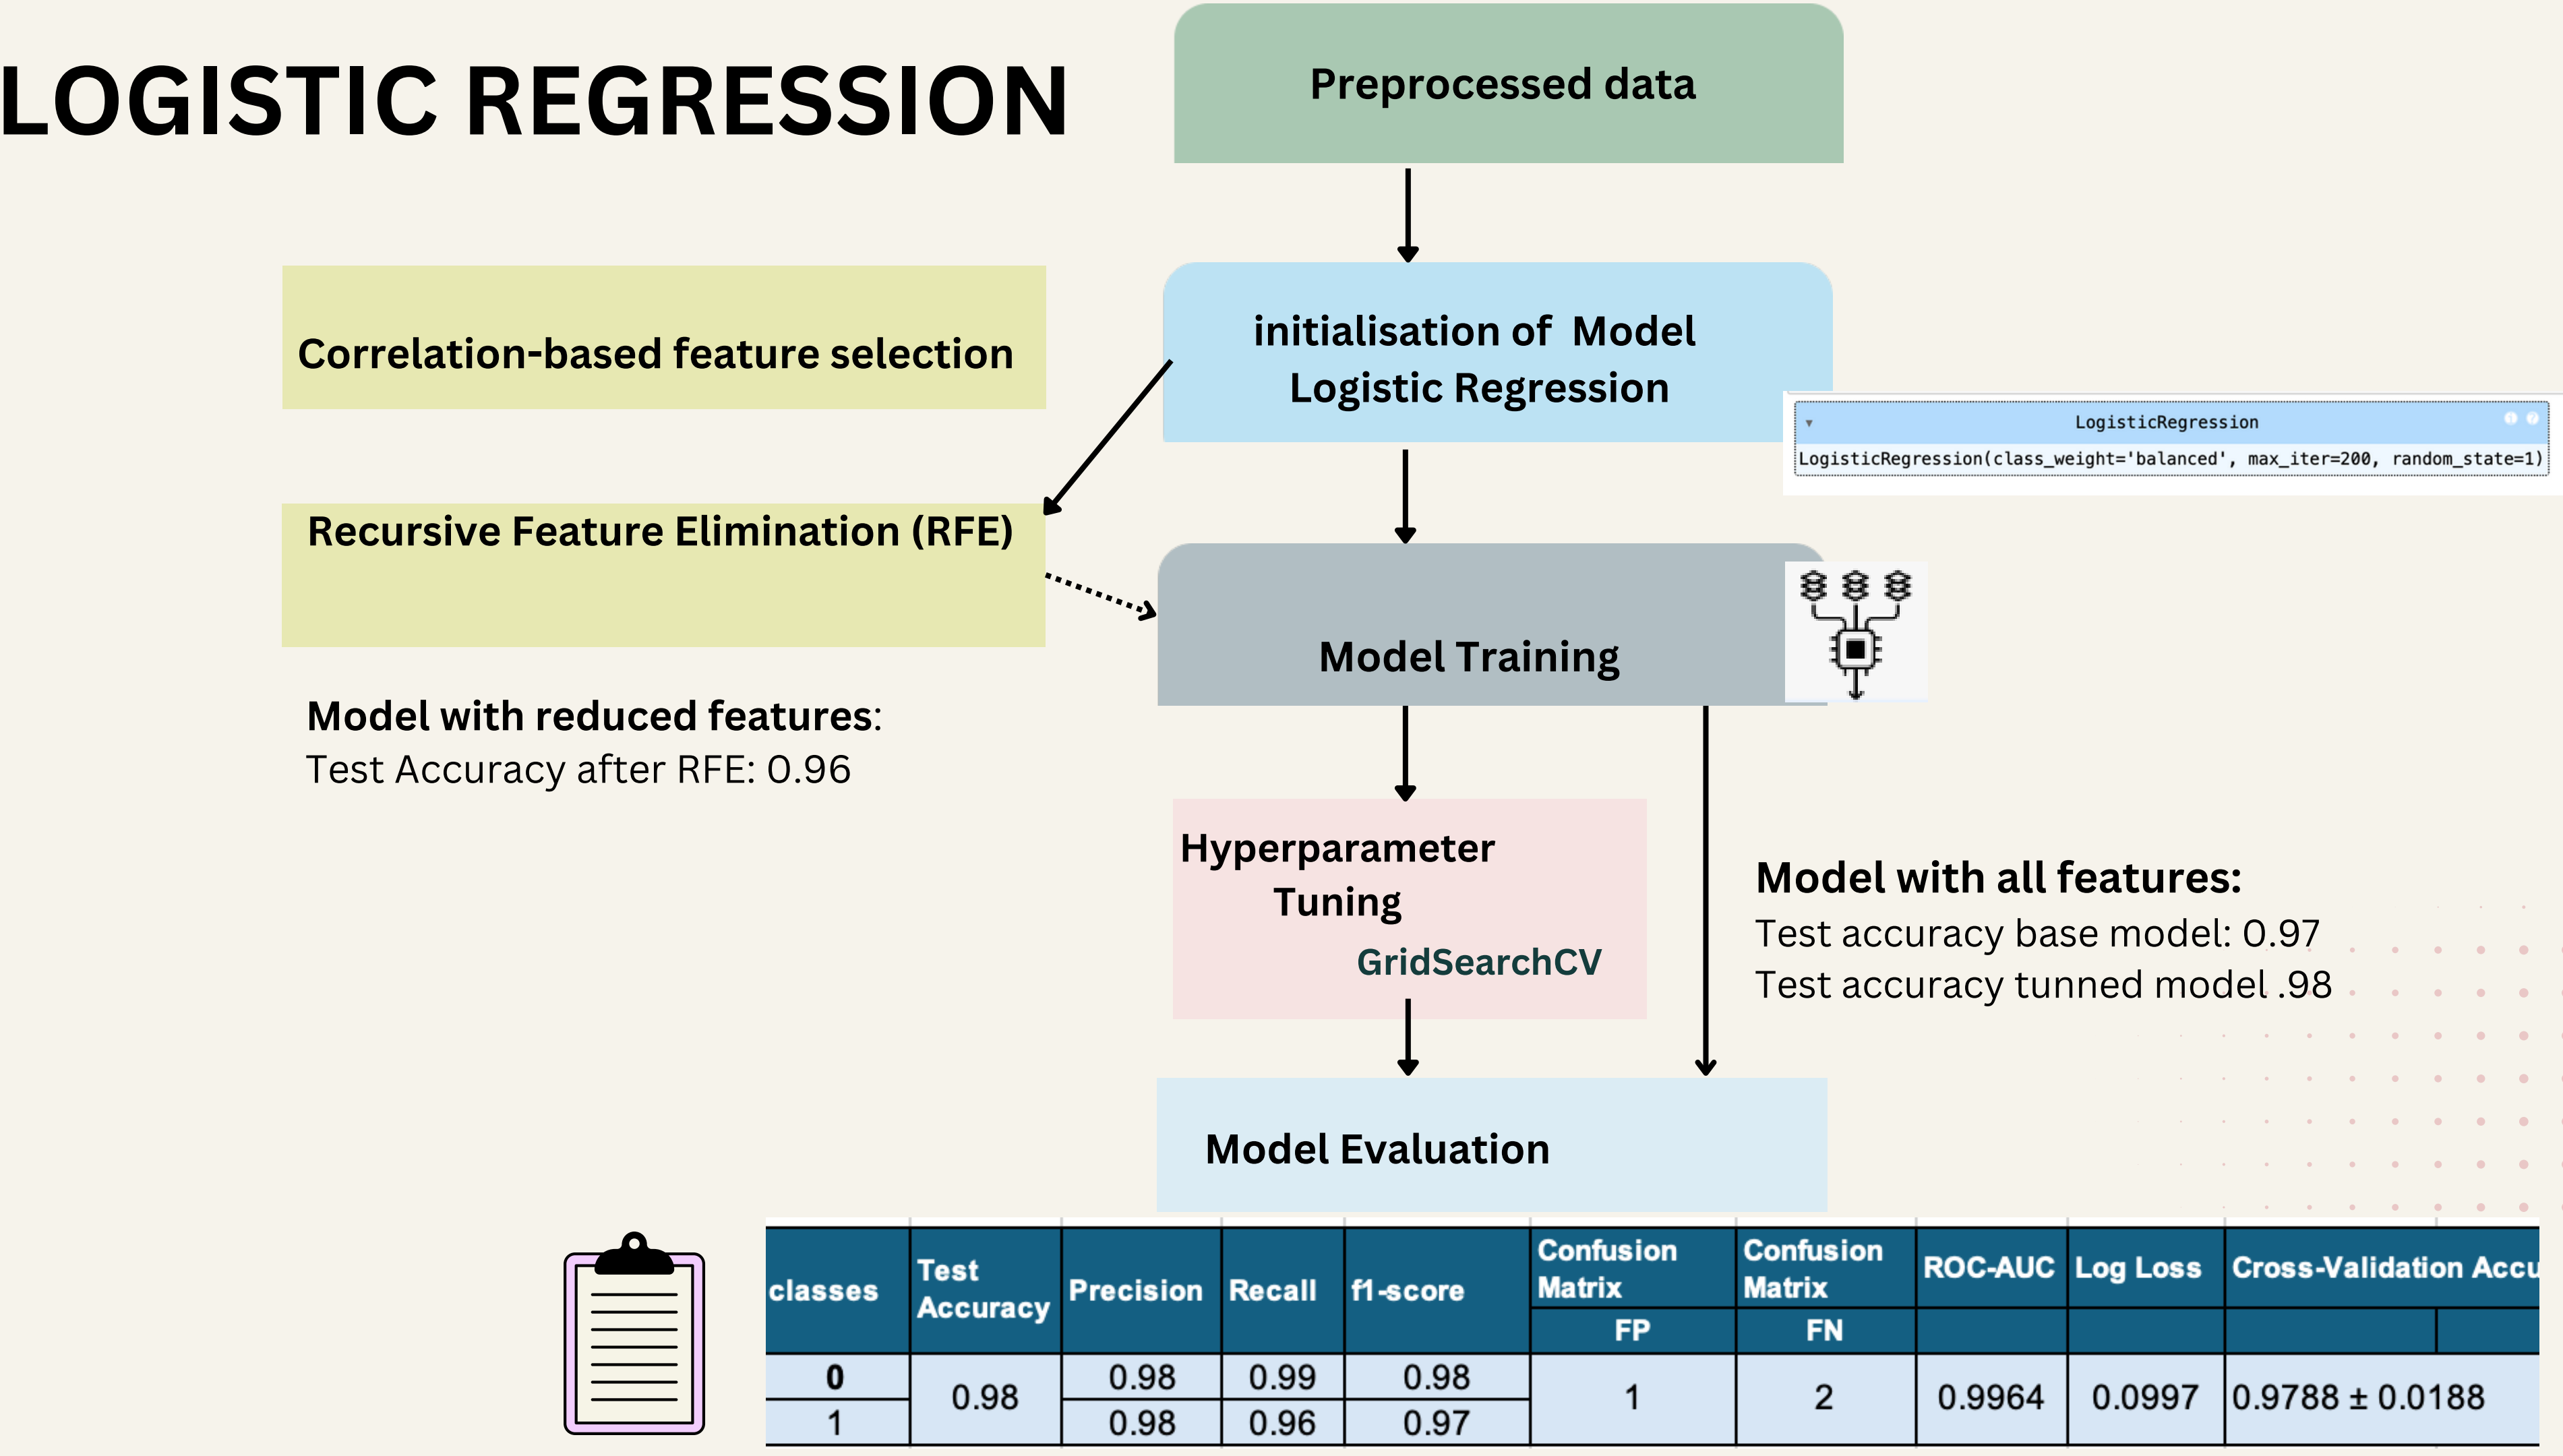 LOGISTIC REGRESSION
Preprocessed data
Correlation-based feature selection
initialisation of Model
Logistic Regression
LogisticRegression
LogisticRegression(class_weight='balanced', max_iter=200, random_state=1)
Recursive Feature Elimination (RFE)
Model Training
Model with reduced features:
Test Accuracy after RFE: 0.96
Hyperparameter
Tuning
GridSearchCV
Model with all features:
Test accuracy base model: 0.97
Test accuracy tunned model .98
Model Evaluation
classes
Test
Accuracy
Precision
Recall
f1-score
Confusion
Matrix
FP
Confusion
Matrix
FN
ROC-AUC
Log Loss
Cross-Validation Accu
0
0.98
0.98
0.99
0.98
1
2
0.9964
0.0997
0.9788 ± 0.0188
1
0.98
0.96
0.97